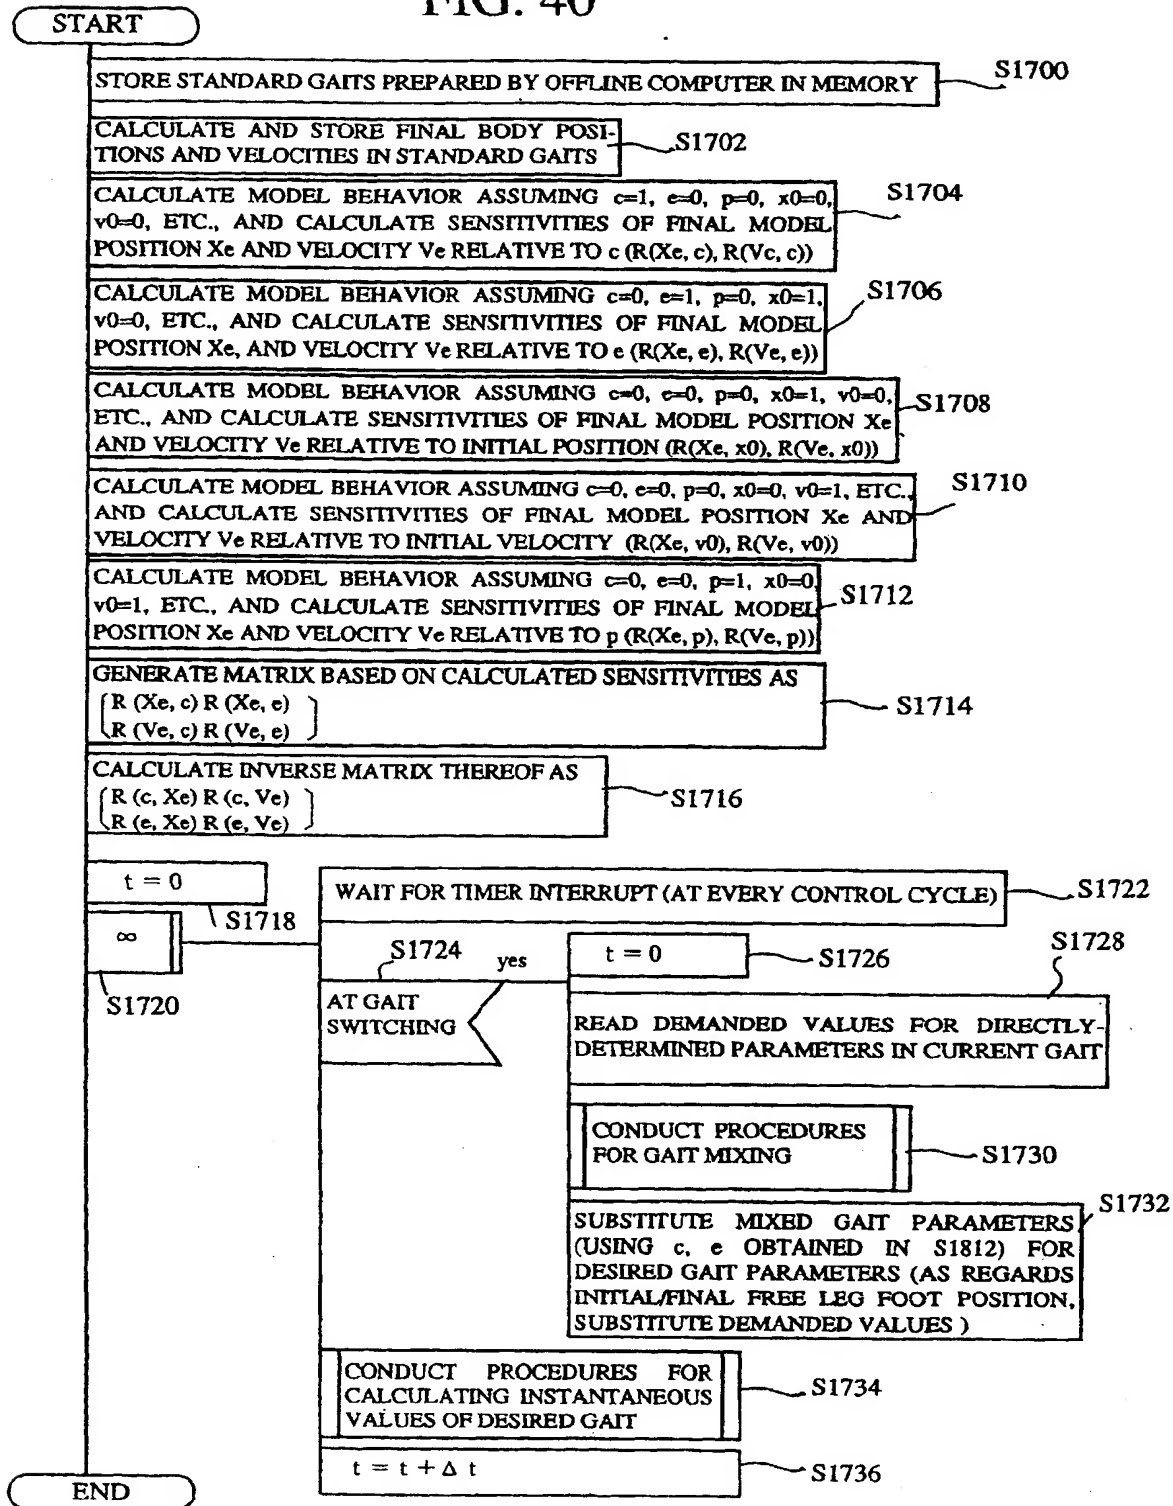 FIG. 40
START
STORE STANDARD GAITS PREPARED BY OFFLINE COMPUTER IN MEMORY
S1700
CALCULATE AND STORE FINAL BODY POSI-
TIONS AND VELOCITIES IN STANDARD GAITS
S1702
CALCULATE MODEL BEHAVIOR ASSUMING c=1, e=0, p=0, x0=0,
v0=0, ETC., AND CALCULATE SENSITIVITIES OF FINAL MODEL
POSITION Xe AND VELOCITY Ve RELATIVE TO c (R(Xe, c), R(Vc, c))
S1704
CALCULATE MODEL BEHAVIOR ASSUMING c=0, e=1, p=0, x0=1,
v0=0, ETC., AND CALCULATE SENSITIVITIES OF FINAL MODEL
POSITION Xe, AND VELOCITY Ve RELATIVE TO e (R(Xe, e), R(Ve, e))
S1706
CALCULATE MODEL BEHAVIOR ASSUMING c=0, e=0, p=0, x0=1, v0=0,
ETC., AND CALCULATE SENSITIVITIES OF FINAL MODEL POSITION Xe
AND VELOCITY Ve RELATIVE TO INITIAL POSITION (R(Xe, x0), R(Ve, x0))
S1708
CALCULATE MODEL BEHAVIOR ASSUMING c=0, e=0, p=0, x0=0, v0=1, ETC.,
AND CALCULATE SENSITIVITIES OF FINAL MODEL POSITION Xe AND
VELOCITY Ve RELATIVE TO INITIAL VELOCITY (R(Xe, v0), R(Ve, v0))
S1710
CALCULATE MODEL BEHAVIOR ASSUMING c=0, e=0, p=1, x0=0,
v0=1, ETC., AND CALCULATE SENSITIVITIES OF FINAL MODEL
POSITION Xe AND VELOCITY Ve RELATIVE TO p (R(Xe, p), R(Ve, p))
S1712
GENERATE MATRIX BASED ON CALCULATED SENSITIVITIES AS
R (Xe, c) R (Xe, e)
R (Ve, c) R (Ve, e)
S1714
CALCULATE INVERSE MATRIX THEREOF AS
R (c, Xe) R (c, Ve)
R (e, Xe) R (e, Ve)
S1716
t = 0
S1718
∞
S1720
WAIT FOR TIMER INTERRUPT (AT EVERY CONTROL CYCLE)
S1722
S1724
yes
AT GAIT
SWITCHING
t = 0
S1726
S1728
READ DEMANDED VALUES FOR DIRECTLY-
DETERMINED PARAMETERS IN CURRENT GAIT
CONDUCT PROCEDURES
FOR GAIT MIXING
S1730
S1732
SUBSTITUTE MIXED GAIT PARAMETERS
(USING c, e OBTAINED IN S1812) FOR
DESIRED GAIT PARAMETERS (AS REGARDS
INITIAL/FINAL FREE LEG FOOT POSITION,
SUBSTITUTE DEMANDED VALUES )
CONDUCT PROCEDURES FOR
CALCULATING INSTANTANEOUS
VALUES OF DESIRED GAIT
S1734
t = t + Δ t
S1736
END